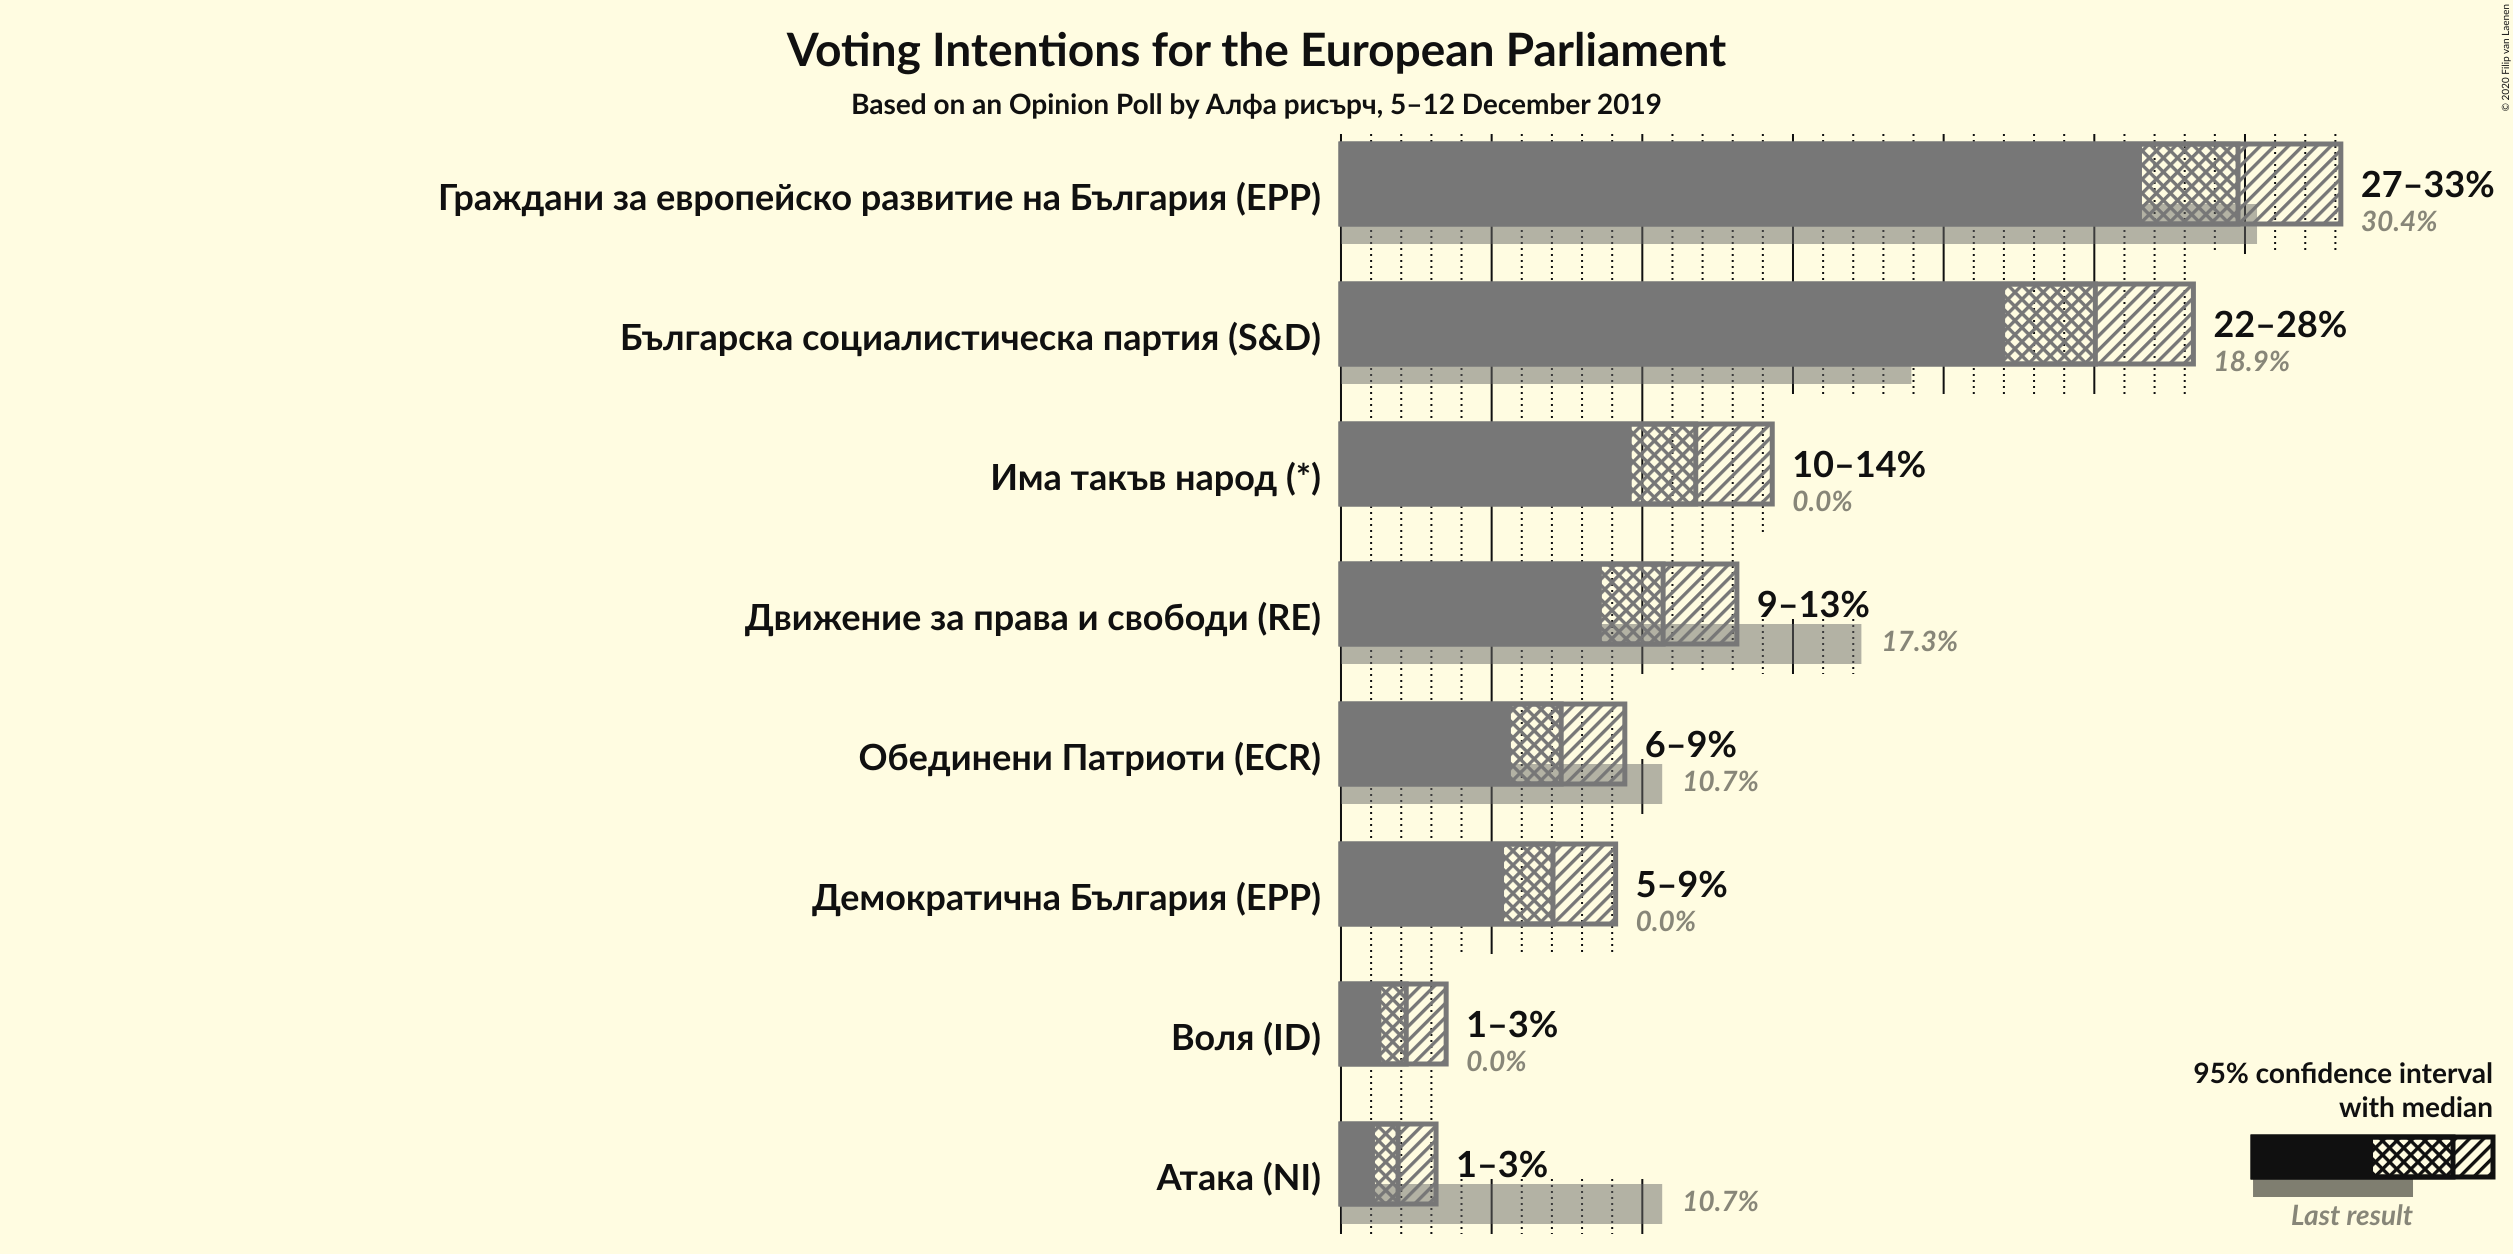 Voting Intentions for the European Parliament
Based on an Opinion Poll by Алфа рисърч, 5–12 December 2019
© 2020 Filip van Laenen
Граждани за европейско развитие на България (EPP)
27–33%
30.4%
Българска социалистическа партия (S&D)
22–28%
18.9%
Има такъв народ (*)
10–14%
0.0%
Движение за права и свободи (RE)
9–13%
17.3%
Обединени Патриоти (ECR)
6–9%
10.7%
Демократична България (EPP)
5–9%
0.0%
Воля (ID)
1–3%
0.0%
Атака (NI)
1–3%
10.7%
95% confidence interval
with median
Last result